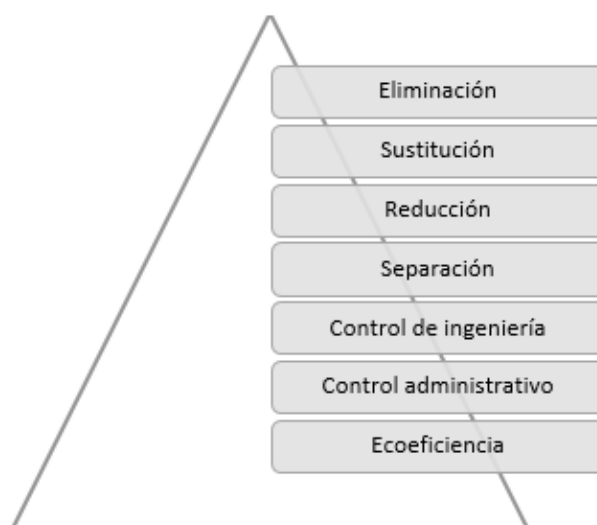 Eliminación
Sustitución
Reducción
Separación
Control de ingeniería
Control administrativo
Ecoeficiencia